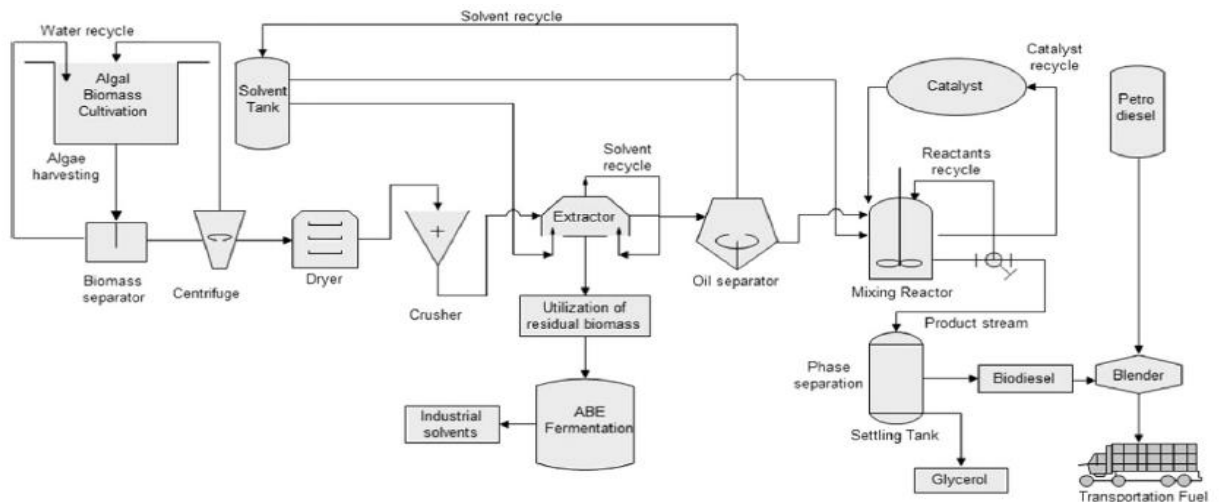 Solvent recycle
Water recycle
Catalyst
recycle
Algal
Biomass
Cultivation
Solvent
Tank
Catalyst
Petro
diesel
Algae
harvesting
Solvent
recycle
Reactants
recycle
Extractor
Biomass
separator
Centrifuge
Dryer
Crusher
Oil separator
Mixing Reactor
Utilization of
residual biomass
Product stream
Phase
separation
Biodiesel
Blender
Industrial
solvents
ABE
Fermentation
Settling Tank
Glycerol
Transportation Fuel